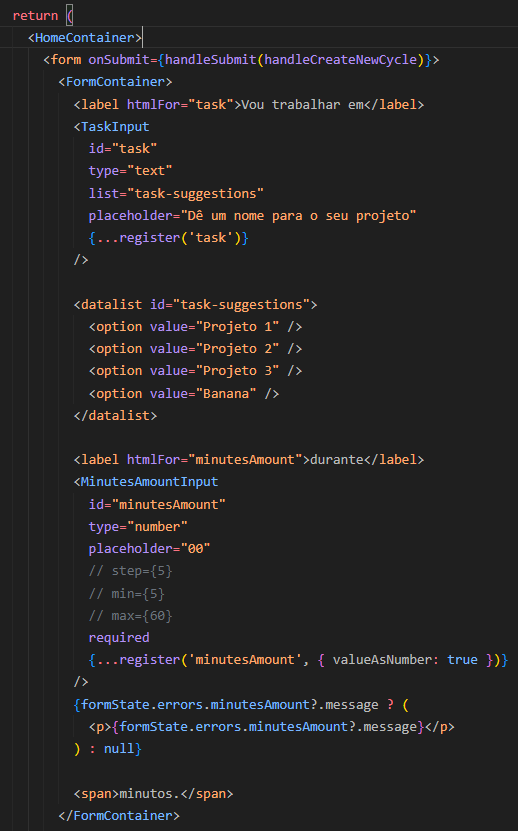 return (
<HomeContainer>
<form onSubmit={handleSubmit(handleCreateNewCycle)}>
<FormContainer>
<label htmlFor="task">Vou trabalhar em</label>
<TaskInput
id="task"
type="text"
list="task-suggestions"
placeholder="Dê um nome para o seu projeto"
{...register('task')}
/>
<datalist id="task-suggestions">
<option value="Projeto 1" />
<option value="Projeto 2" />
<option value="Projeto 3" />
<option value="Banana" />
</datalist>
<label htmlFor="minutesAmount">durante</label>
<MinutesAmountInput
id="minutesAmount"
type="number"
placeholder="00"
// step={5}
// min={5}
// max={60}
required
{...register('minutesAmount', { valueAsNumber: true })}
/>
{formState.errors.minutesAmount?.message ? (
<p>{formState.errors.minutesAmount?.message}</p>
) : null}
<span>minutos.</span>
</FormContainer>